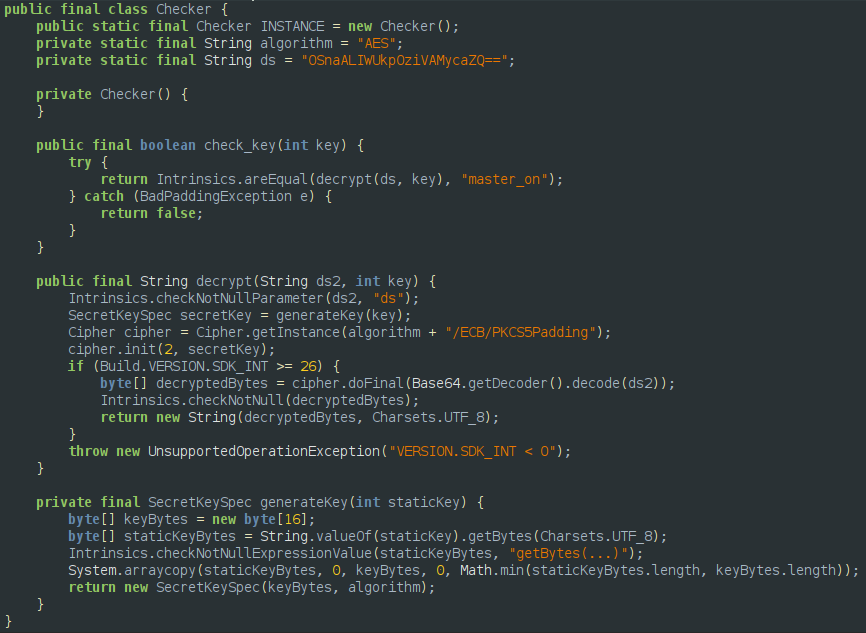 public final class Checker {
    public static final Checker INSTANCE = new Checker();
    private static final String algorithm = "AES";
    private static final String ds = "OSnaALIWUkpOziVAMycaZQ==";

    private Checker() {
    }

    public final boolean check_key(int key) {
        try {
            return Intrinsics.areEqual(decrypt(ds, key), "master_on");
        } catch (BadPaddingException e) {
            return false;
        }
    }

    public final String decrypt(String ds2, int key) {
        Intrinsics.checkNotNullParameter(ds2, "ds");
        SecretKeySpec secretKey = generateKey(key);
        Cipher cipher = Cipher.getInstance(algorithm + "/ECB/PKCS5Padding");
        cipher.init(2, secretKey);
        if (Build.VERSION.SDK_INT >= 26) {
            byte[] decryptedBytes = cipher.doFinal(Base64.getDecoder().decode(ds2));
            Intrinsics.checkNotNull(decryptedBytes);
            return new String(decryptedBytes, Charsets.UTF_8);
        }
        throw new UnsupportedOperationException("VERSION.SDK_INT < O");
    }

    private final SecretKeySpec generateKey(int staticKey) {
        byte[] keyBytes = new byte[16];
        byte[] staticKeyBytes = String.valueOf(staticKey).getBytes(Charsets.UTF_8);
        Intrinsics.checkNotNullExpressionValue(staticKeyBytes, "getBytes(...)");
        System.arraycopy(staticKeyBytes, 0, keyBytes, 0, Math.min(staticKeyBytes.length, keyBytes.length));
        return new SecretKeySpec(keyBytes, algorithm);
    }
}